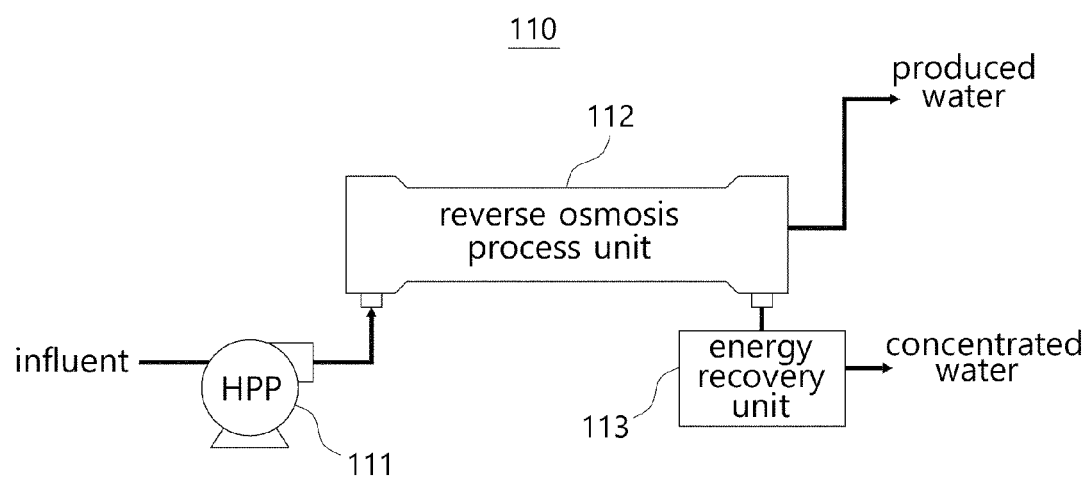 110
produced
water
112
reverse osmosis
process unit
influent
HPP
111
energy
recovery
unit
113
concentrated
water